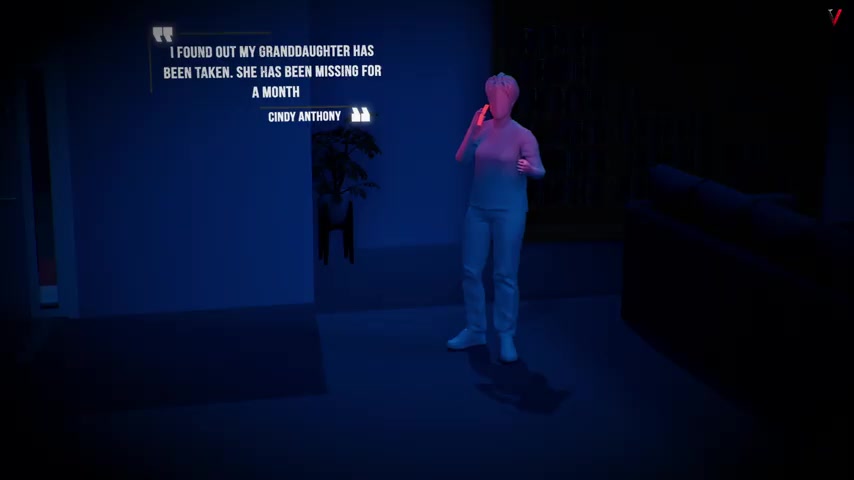 I FOUND OUT MY GRANDDAUGHTER HAS
BEEN TAKEN. SHE HAS BEEN MISSING FOR
A MONTH
CINDY ANTHONY